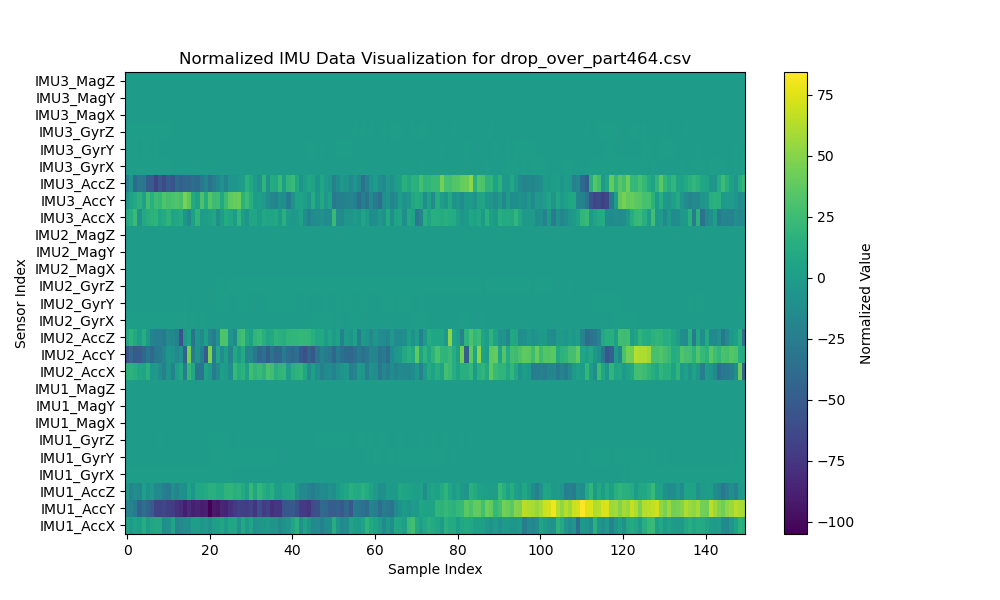 Normalized IMU Data Visualization for drop_over_part464.csv
IMU3_MagZ
IMU3_MagY
IMU3_MagX
IMU3_GyrZ
IMU3_GyrY
IMU3_GyrX
IMU3_AccZ
IMU3_AccY
IMU3_AccX
IMU2_MagZ
IMU2_MagY
IMU2_MagX
IMU2_GyrZ
IMU2_GyrY
IMU2_GyrX
IMU2_AccZ
IMU2_AccY
IMU2_AccX
IMU1_MagZ
IMU1_MagY
IMU1_MagX
IMU1_GyrZ
IMU1_GyrY
IMU1_GyrX
IMU1_AccZ
IMU1_AccY
IMU1_AccX
Sensor Index
0 20 40 60 80 100 120 140
Sample Index
75
50
25
0
−25
−50
−75
−100
Normalized Value